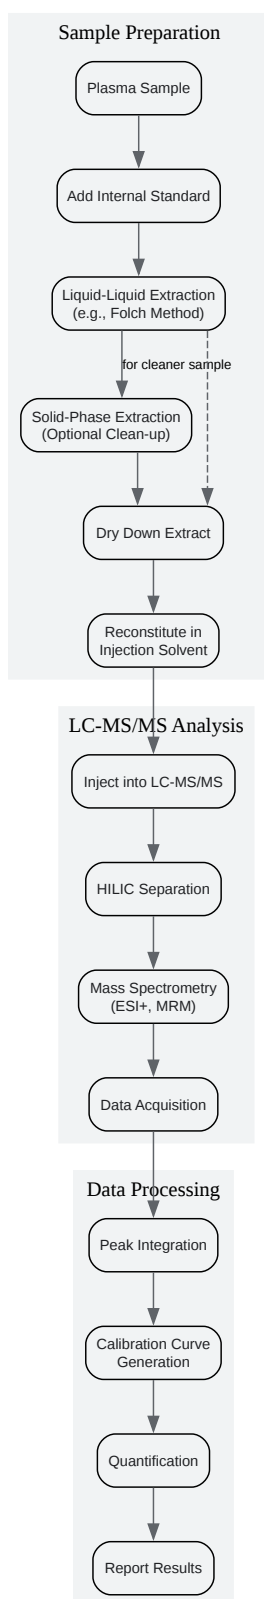 Sample Preparation
Plasma Sample
Add Internal Standard
Liquid-Liquid Extraction
(e.g., Folch Method)
for cleaner sample
Solid-Phase Extraction
(Optional Clean-up)
Dry Down Extract
Reconstitute in
Injection Solvent
LC-MS/MS Analysis
Inject into LC-MS/MS
HILIC Separation
Mass Spectrometry
(ESI+, MRM)
Data Acquisition
Data Processing
Peak Integration
Calibration Curve
Generation
Quantification
Report Results